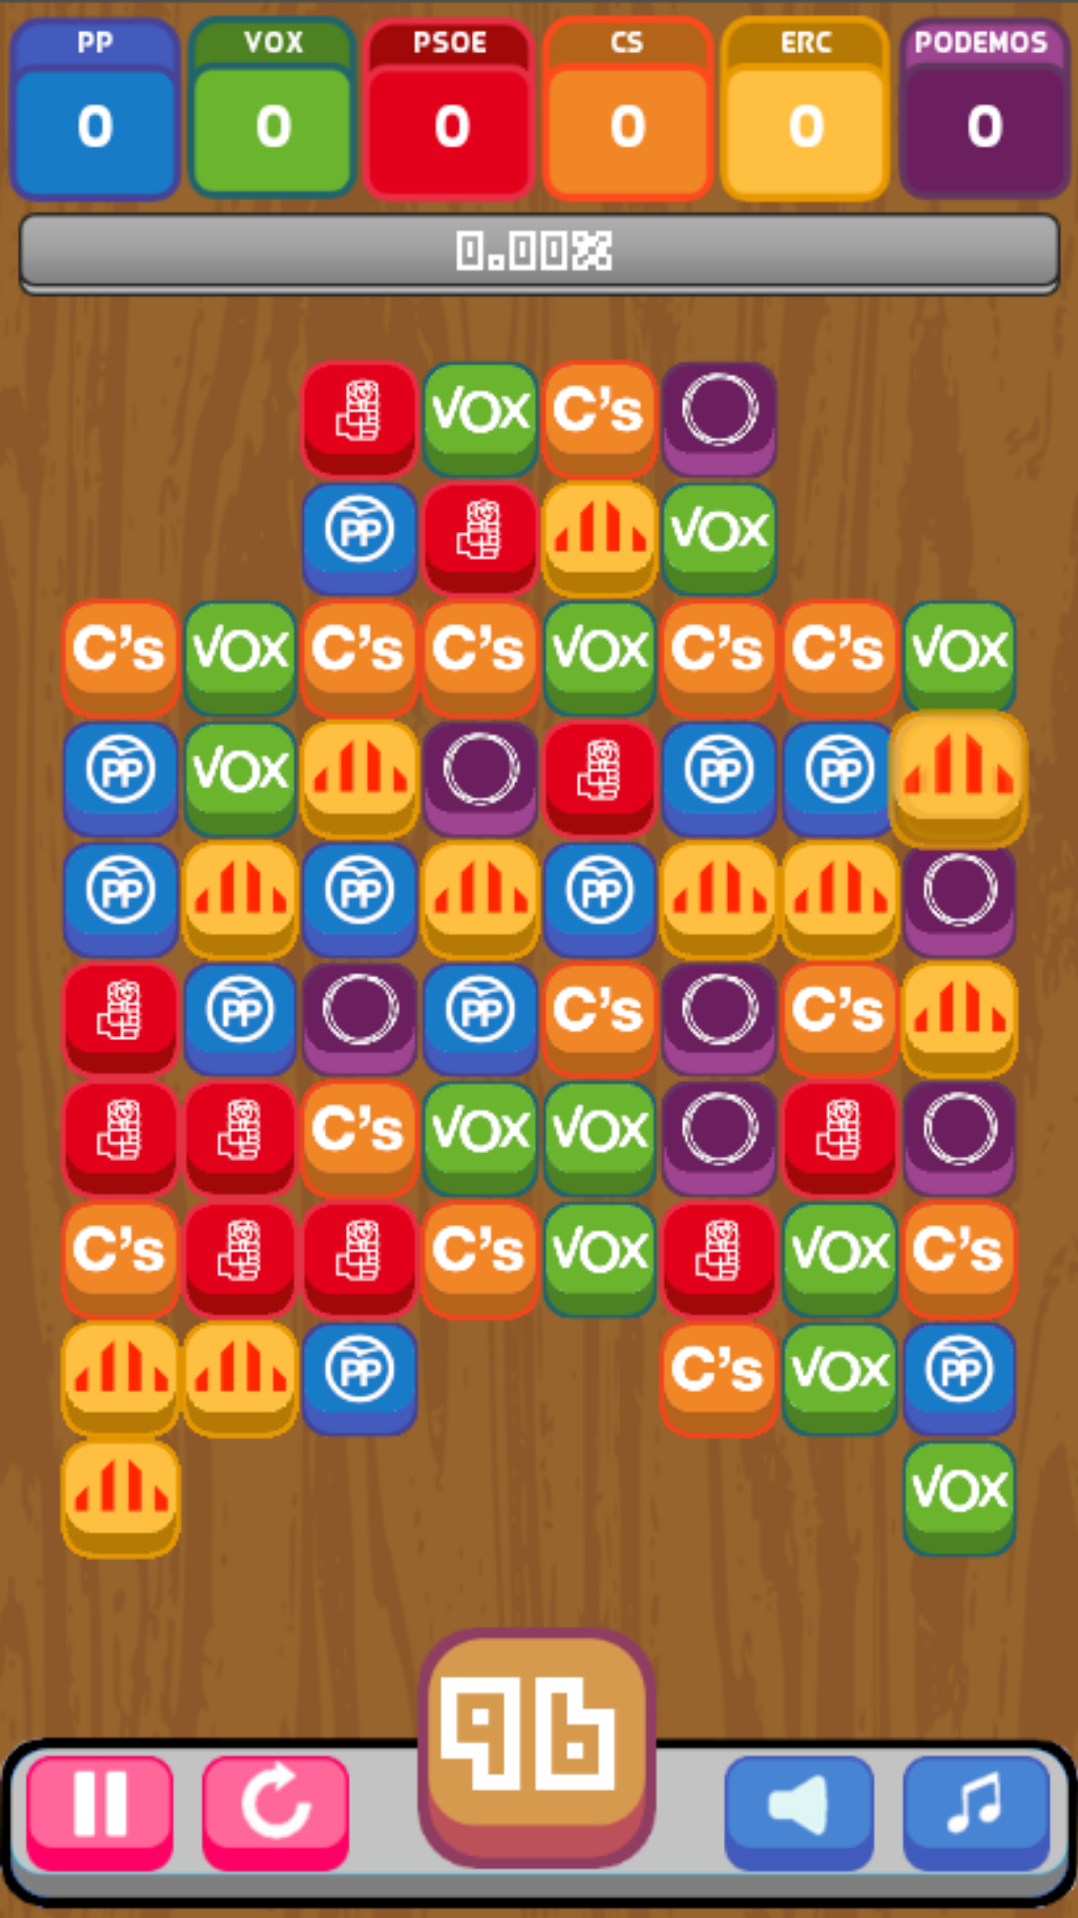 PP VOX PSOE CS ERC PODEMOS
0 0 0 0 0 0
0.00%
VOX C's
PP VOX
C's VOX C's C's VOX C's C's VOX
PP VOX PP PP
PP PP PP
PP PP C's C's
C's VOX VOX
C's C's VOX VOX C's
PP C's VOX PP
VOX
96